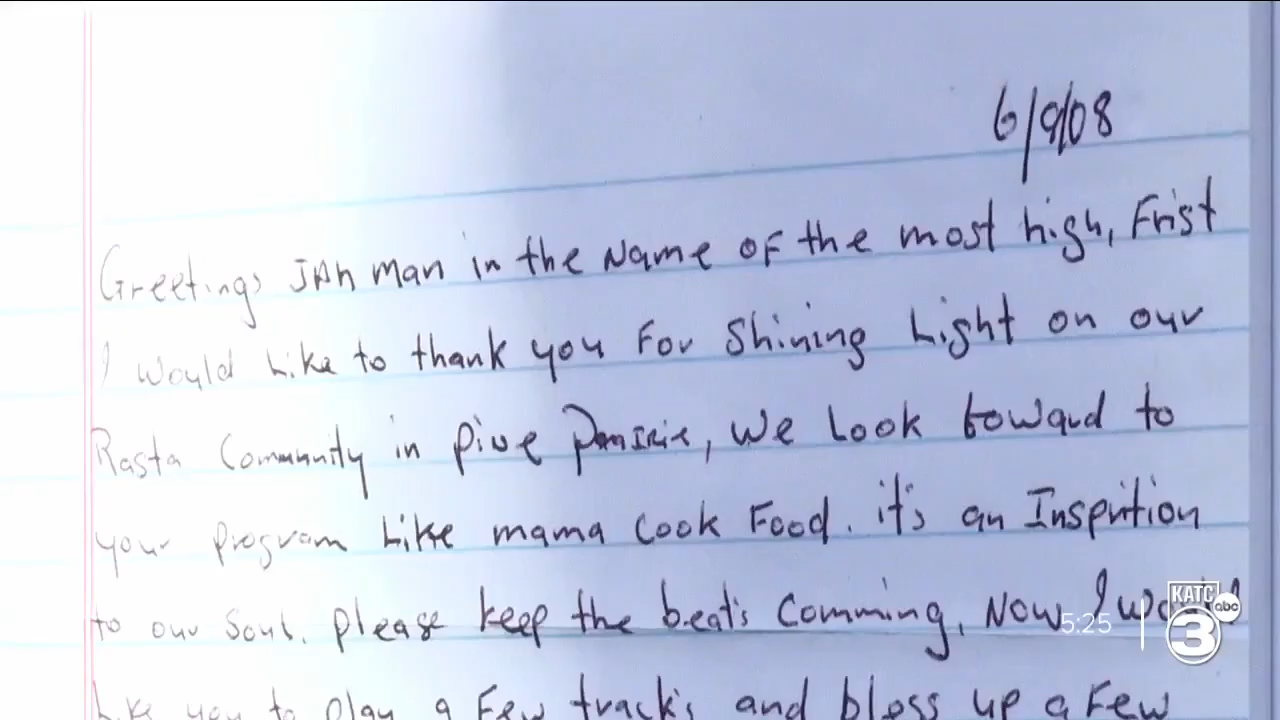 6/9/08
Greetings JAh man in the Name OF the most high, Frist
I would Like to thank you For Shining Light on our
Rasta Community in pine Prairie, We Look toward to
your program Like mama Cook Food. it's an Inspirtion
to our Soul. please keep the beat's Comming, Now I would
Like you to play a Few track's and bless up a Few
KATC
abc
3
5:25